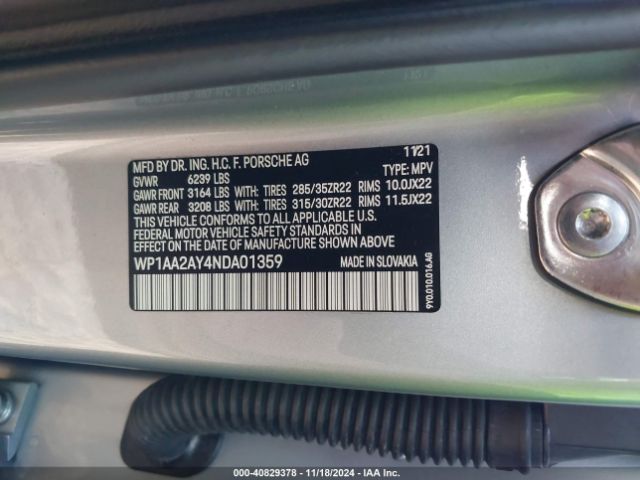 MFD BY DR. ING. H.C. F. PORSCHE AG 11/21
GVWR 6239 LBS TYPE: MPV
GAWR FRONT 3164 LBS WITH: TIRES 285/35ZR22 RIMS 10.0JX22
GAWR REAR 3208 LBS WITH: TIRES 315/30ZR22 RIMS 11.5JX22
THIS VEHICLE CONFORMS TO ALL APPLICABLE U.S.
FEDERAL MOTOR VEHICLE SAFETY STANDARDS IN
EFFECT ON THE DATE OF MANUFACTURE SHOWN ABOVE.
WP1AA2AY4NDA01359 MADE IN SLOVAKIA
9Y0.010.016.AG
000-40829378 - 11/18/2024 - IAA Inc.